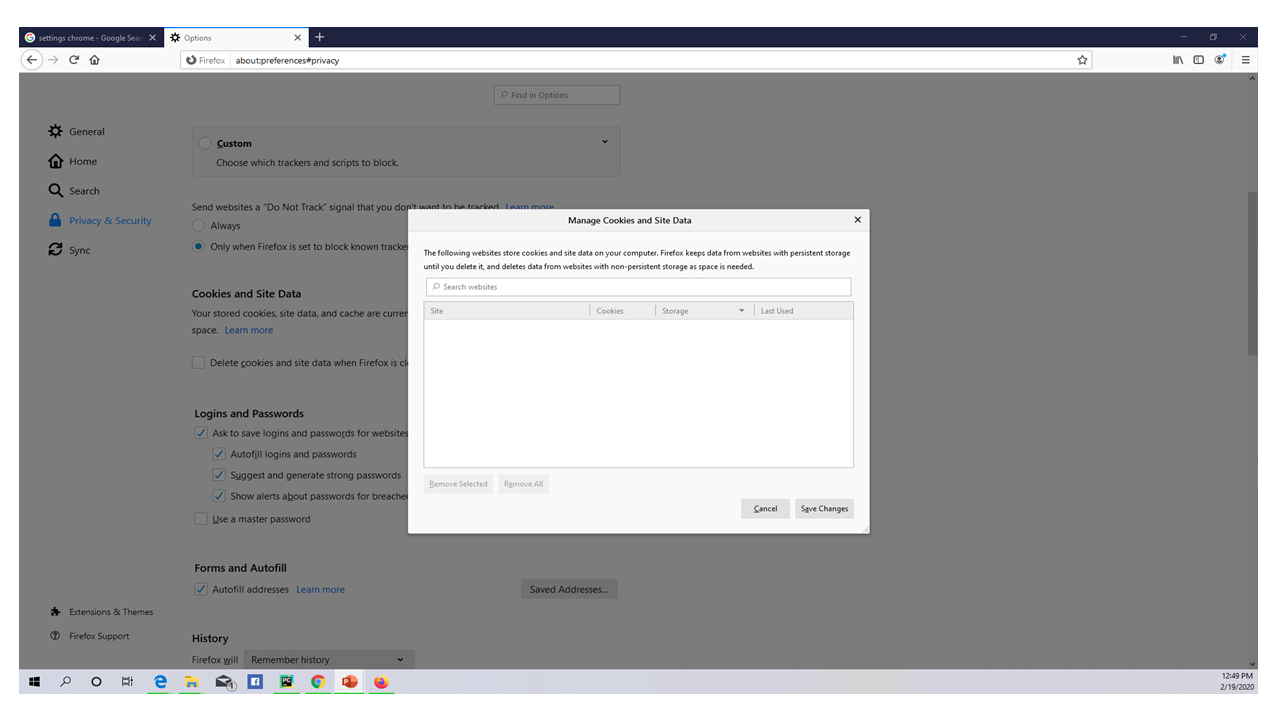 settings chrome - Google Sear
Options
Firefox about:preferences#privacy
Find in Options
General
Home
Search
Privacy & Security
Sync
Custom
Choose which trackers and scripts to block.
Send websites a "Do Not Track" signal that you don't want to be tracked Learn more
Always
Only when Firefox is set to block known tracke
Cookies and Site Data
Your stored cookies, site data, and cache are curren
space. Learn more
Delete cookies and site data when Firefox is cl
Logins and Passwords
Ask to save logins and passwords for websites
Autofill logins and passwords
Suggest and generate strong passwords
Show alerts about passwords for breache
Use a master password
Forms and Autofill
Autofill addresses Learn more
Saved Addresses...
History
Firefox will Remember history
Extensions & Themes
Firefox Support
Manage Cookies and Site Data
The following websites store cookies and site data on your computer. Firefox keeps data from websites with persistent storage
until you delete it, and deletes data from websites with non-persistent storage as space is needed.
Search websites
Site Cookies Storage Last Used
Remove Selected Remove All
Cancel Save Changes
12:49 PM
2/19/2020